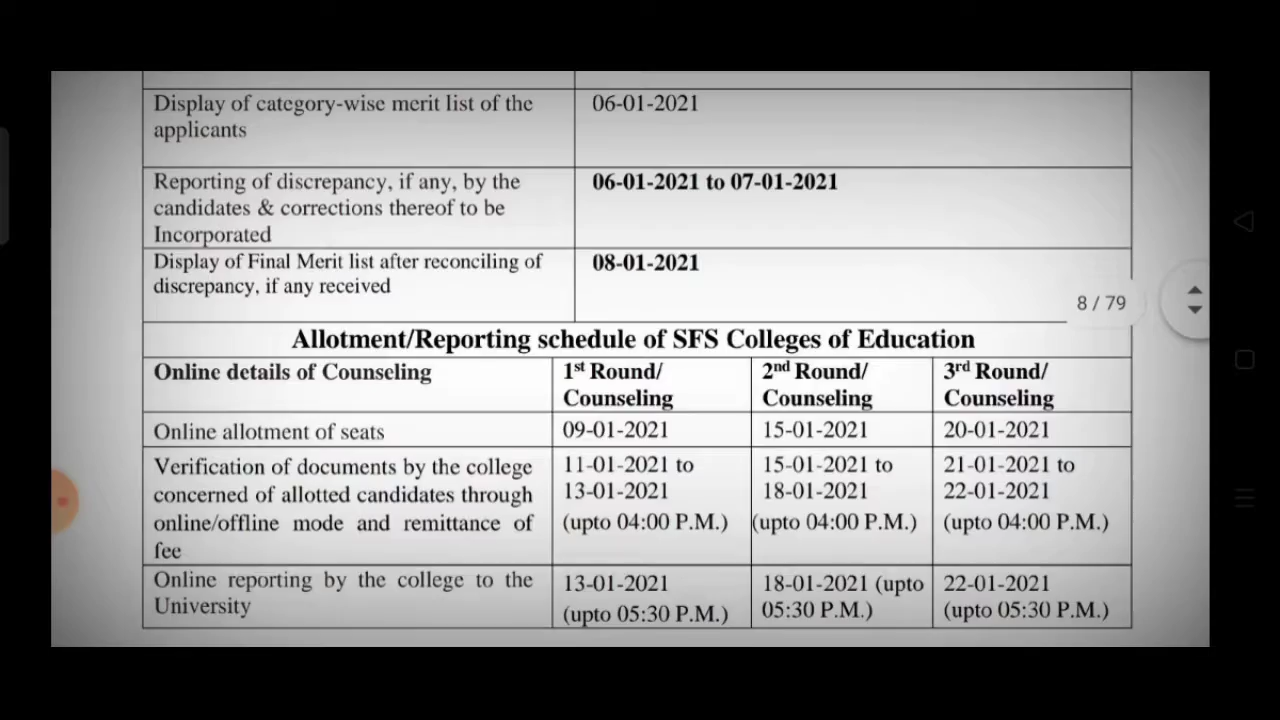 Display of category-wise merit list of the
applicants
06-01-2021
Reporting of discrepancy, if any, by the
candidates & corrections thereof to be
Incorporated
06-01-2021 to 07-01-2021
Display of Final Merit list after reconciling of
discrepancy, if any received
08-01-2021
8 / 79
Allotment/Reporting schedule of SFS Colleges of Education
Online details of Counseling
1st Round/
Counseling
2nd Round/
Counseling
3rd Round/
Counseling
Online allotment of seats
09-01-2021
15-01-2021
20-01-2021
Verification of documents by the college
concerned of allotted candidates through
online/offline mode and remittance of
fee
11-01-2021 to
13-01-2021
(upto 04:00 P.M.)
15-01-2021 to
18-01-2021
(upto 04:00 P.M.)
21-01-2021 to
22-01-2021
(upto 04:00 P.M.)
Online reporting by the college to the
University
13-01-2021
(upto 05:30 P.M.)
18-01-2021 (upto
05:30 P.M.)
22-01-2021
(upto 05:30 P.M.)